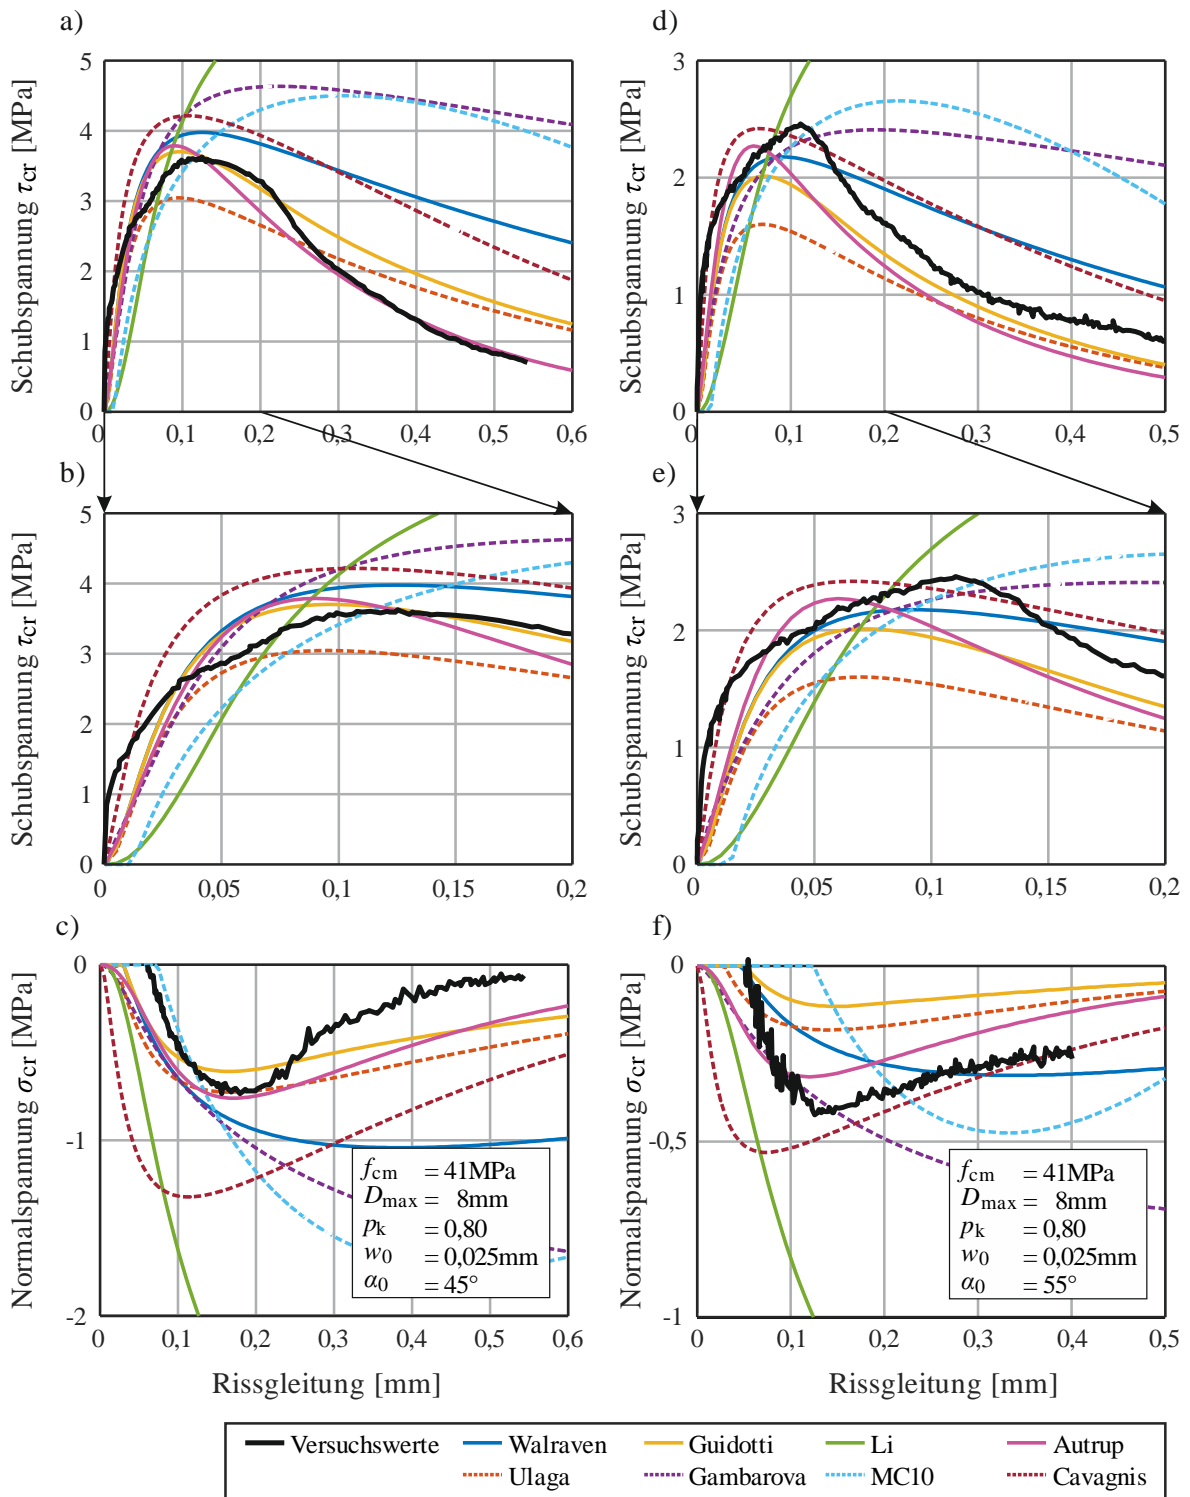 a)
Schubspannung τcr [MPa]
5
4
3
2
1
0
0 0,1 0,2 0,3 0,4 0,5 0,6
d)
Schubspannung τcr [MPa]
3
2
1
0
0 0,1 0,2 0,3 0,4 0,5
b)
Schubspannung τcr [MPa]
5
4
3
2
1
0
0 0,05 0,1 0,15 0,2
e)
Schubspannung τcr [MPa]
3
2
1
0
0 0,05 0,1 0,15 0,2
c)
Normalspannung σcr [MPa]
0
-1
-2
0 0,1 0,2 0,3 0,4 0,5 0,6
fcm = 41MPa
Dmax = 8mm
pk = 0,80
w0 = 0,025mm
α0 = 45°
Rissgleitung [mm]
f)
Normalspannung σcr [MPa]
0
-0,5
-1
0 0,1 0,2 0,3 0,4 0,5
fcm = 41MPa
Dmax = 8mm
pk = 0,80
w0 = 0,025mm
α0 = 55°
Rissgleitung [mm]
Versuchswerte Walraven Guidotti Li Autrup
Ulaga Gambarova MC10 Cavagnis